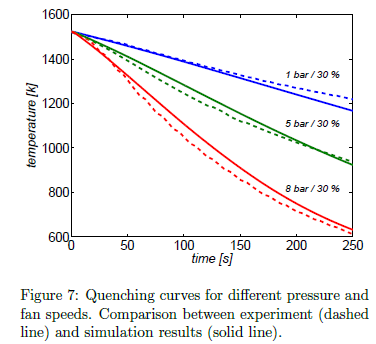 1600
1400
1200
1000
800
600
temperature [k]
1 bar / 30 %
5 bar / 30 %
8 bar / 30 %
0
50
100
150
200
250
time [s]
Figure 7: Quenching curves for different pressure and
fan speeds. Comparison between experiment (dashed
line) and simulation results (solid line).